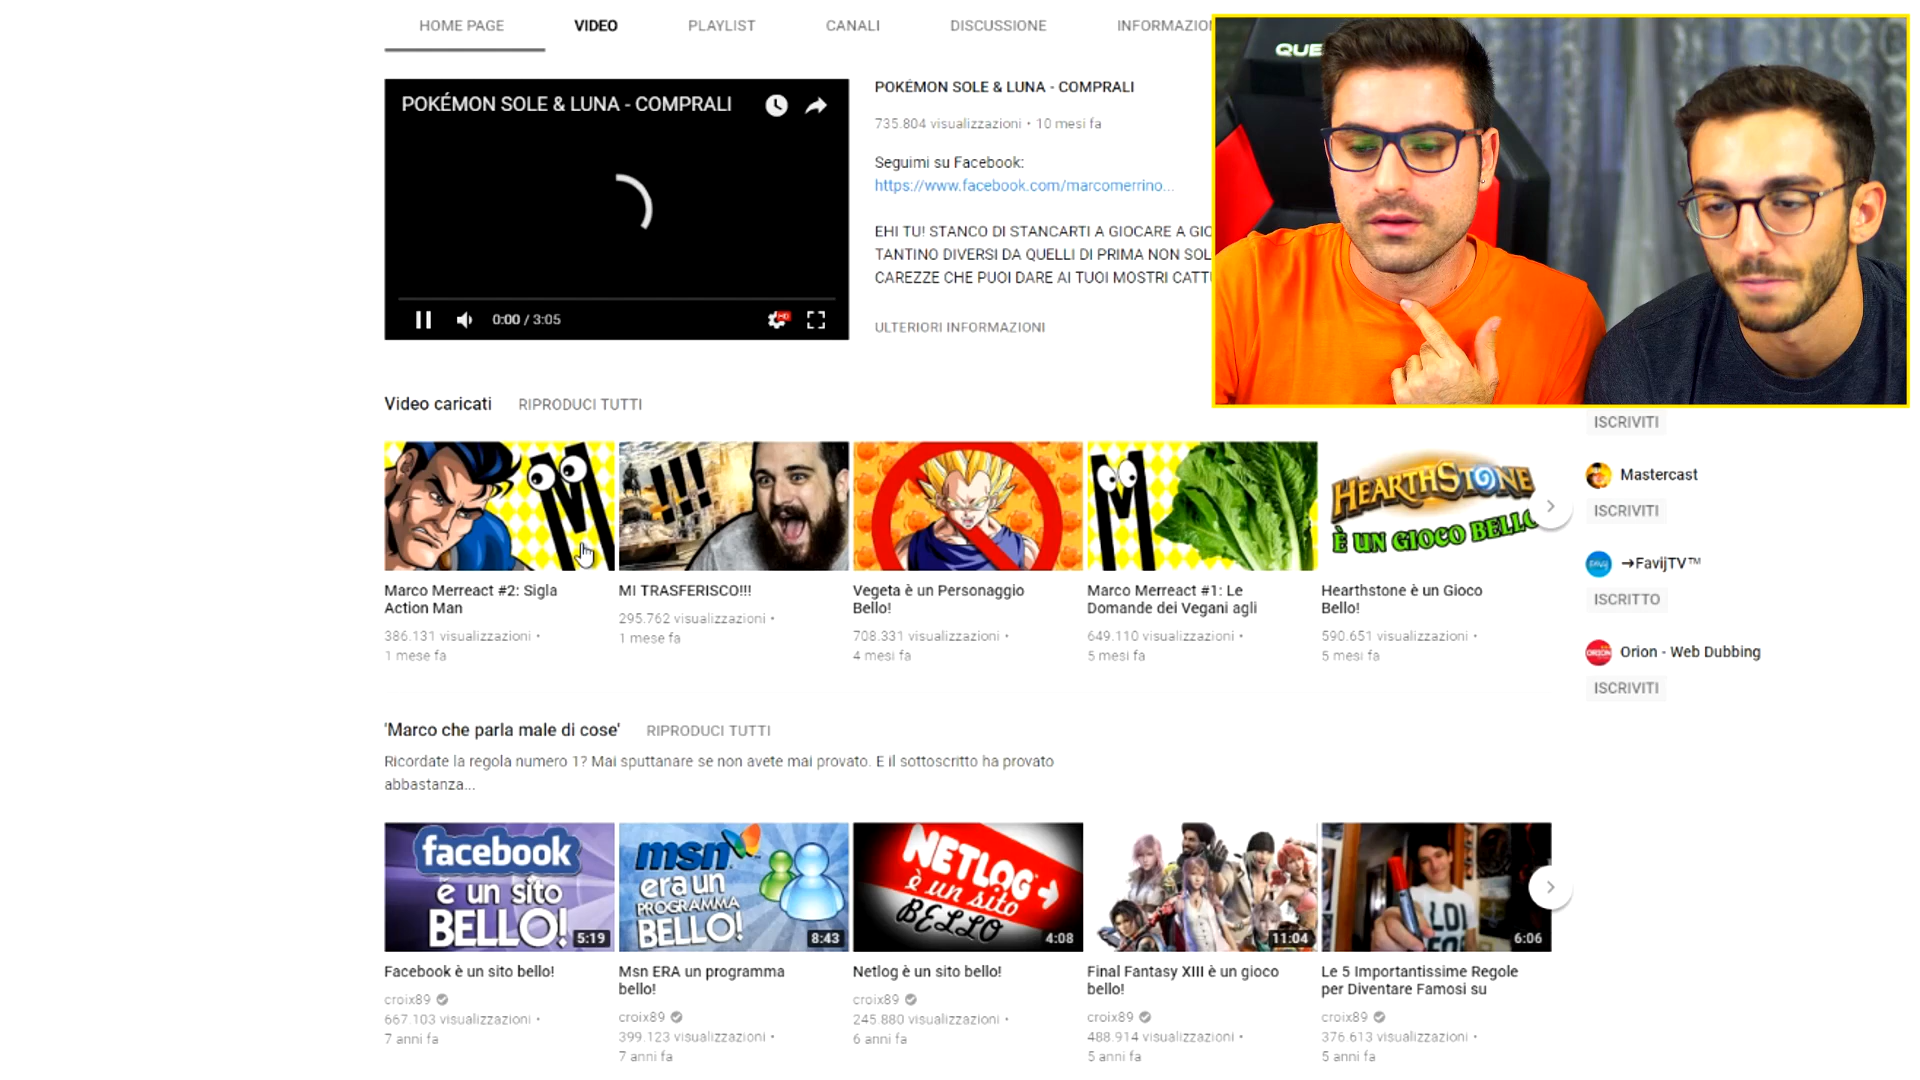 HOME PAGE VIDEO PLAYLIST CANALI DISCUSSIONE INFORMAZIO
QUE
POKÉMON SOLE & LUNA - COMPRALI
0:00 / 3:05
HD
POKÉMON SOLE & LUNA - COMPRALI
735.804 visualizzazioni • 10 mesi fa
Seguimi su Facebook:
https://www.facebook.com/marcomerrino...
EHI TU! STANCO DI STANCARTI A GIOCARE A GIO
TANTINO DIVERSI DA QUELLI DI PRIMA NON SOL
CAREZZE CHE PUOI DARE AI TUOI MOSTRI CATTU
ULTERIORI INFORMAZIONI
Video caricati RIPRODUCI TUTTI
M
!!!
M
HEARTHSTONE
È UN GIOCO BELLO
Marco Merreact #2: Sigla
Action Man
386.131 visualizzazioni •
1 mese fa
MI TRASFERISCO!!!
295.762 visualizzazioni •
1 mese fa
Vegeta è un Personaggio
Bello!
708.331 visualizzazioni •
4 mesi fa
Marco Merreact #1: Le
Domande dei Vegani agli
649.110 visualizzazioni •
5 mesi fa
Hearthstone è un Gioco
Bello!
590.651 visualizzazioni •
5 mesi fa
ISCRIVITI
Mastercast
ISCRIVITI
➜FavijTV™
ISCRITTO
ORION
Orion - Web Dubbing
ISCRIVITI
'Marco che parla male di cose' RIPRODUCI TUTTI
Ricordate la regola numero 1? Mai sputtanare se non avete mai provato. E il sottoscritto ha provato
abbastanza...
facebook
è un sito
BELLO!
5:19
msn
era un
PROGRAMMA
BELLO!
8:43
NETLOG
è un sito
BELLO
4:08
11:04
6:06
Facebook è un sito bello!
croix89
667.103 visualizzazioni •
7 anni fa
Msn ERA un programma
bello!
croix89
399.123 visualizzazioni •
7 anni fa
Netlog è un sito bello!
croix89
245.880 visualizzazioni •
6 anni fa
Final Fantasy XIII è un gioco
bello!
croix89
488.914 visualizzazioni •
5 anni fa
Le 5 Importantissime Regole
per Diventare Famosi su
croix89
376.613 visualizzazioni •
5 anni fa